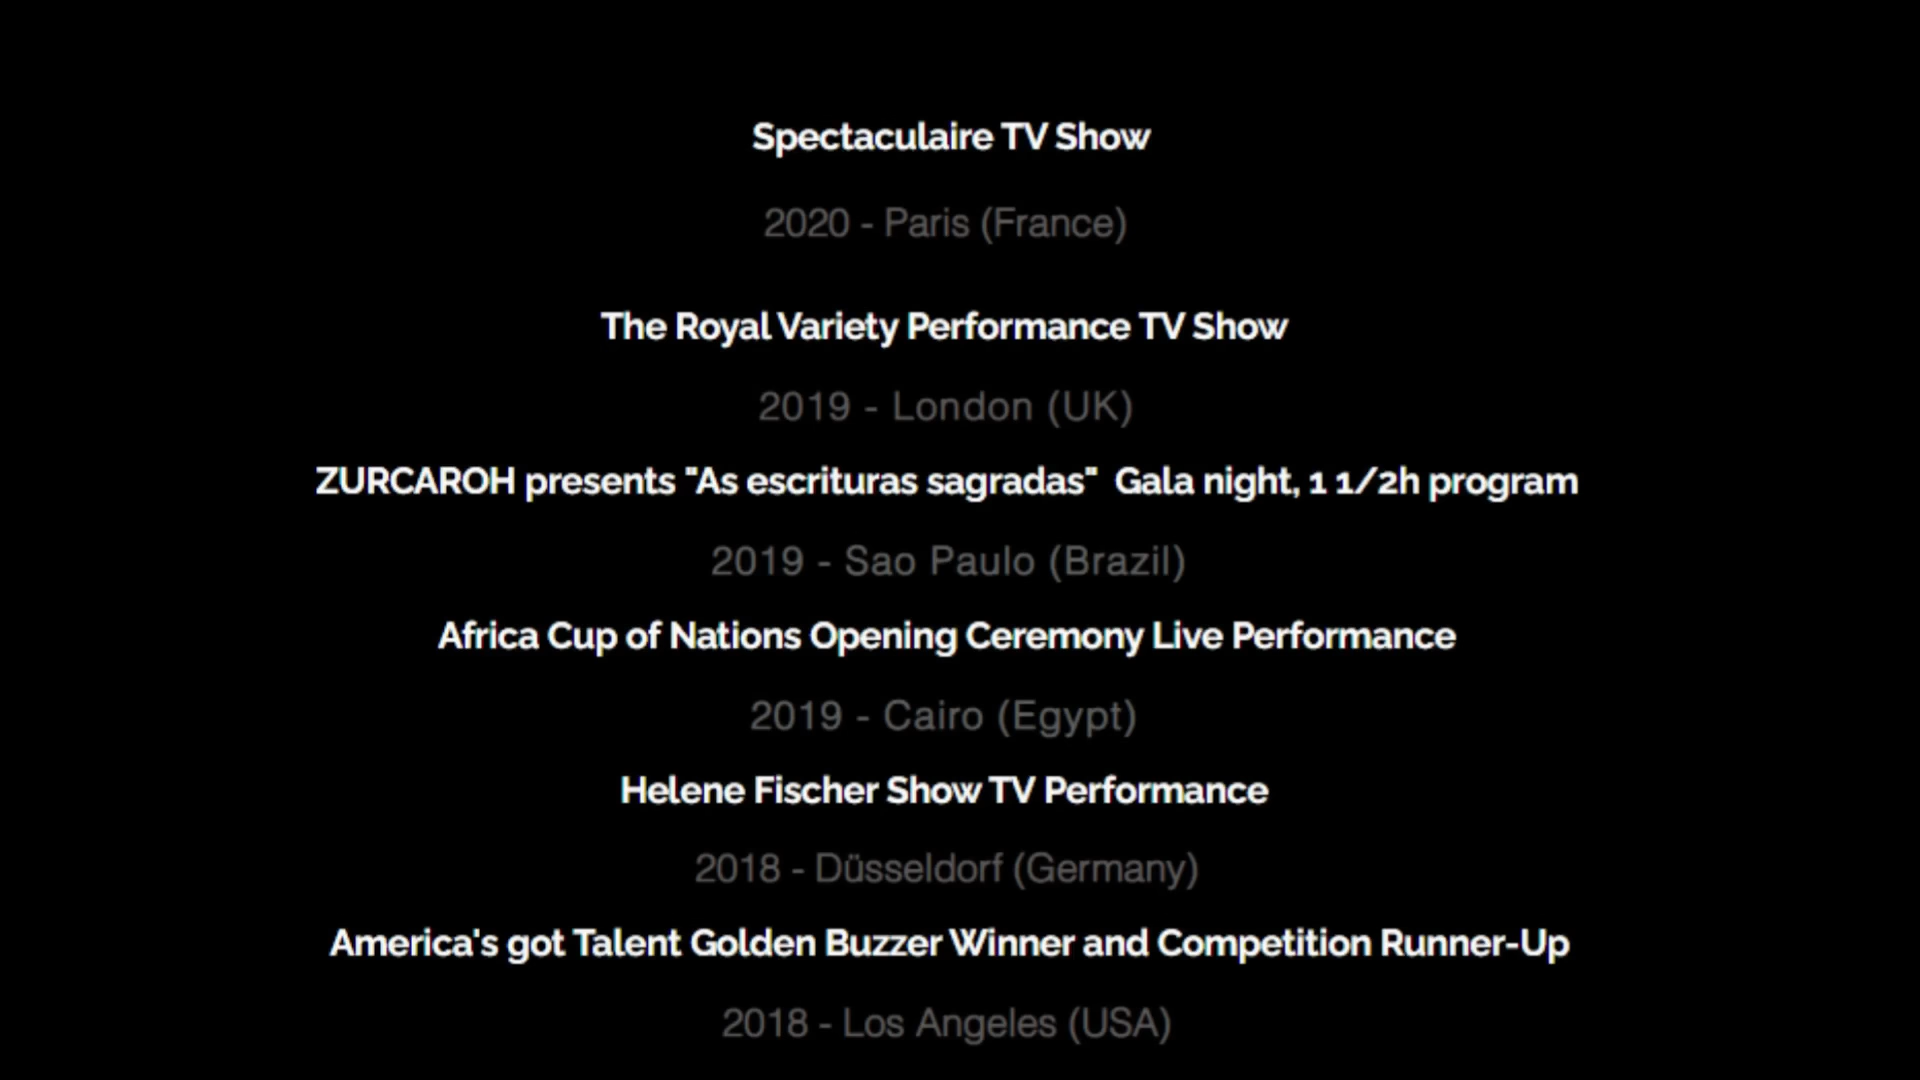 Spectaculaire TV Show
2020 - Paris (France)
The Royal Variety Performance TV Show
2019 - London (UK)
ZURCAROH presents "As escrituras sagradas"  Gala night, 1 1/2h program
2019 - Sao Paulo (Brazil)
Africa Cup of Nations Opening Ceremony Live Performance
2019 - Cairo (Egypt)
Helene Fischer Show TV Performance
2018 - Düsseldorf (Germany)
America's got Talent Golden Buzzer Winner and Competition Runner-Up
2018 - Los Angeles (USA)